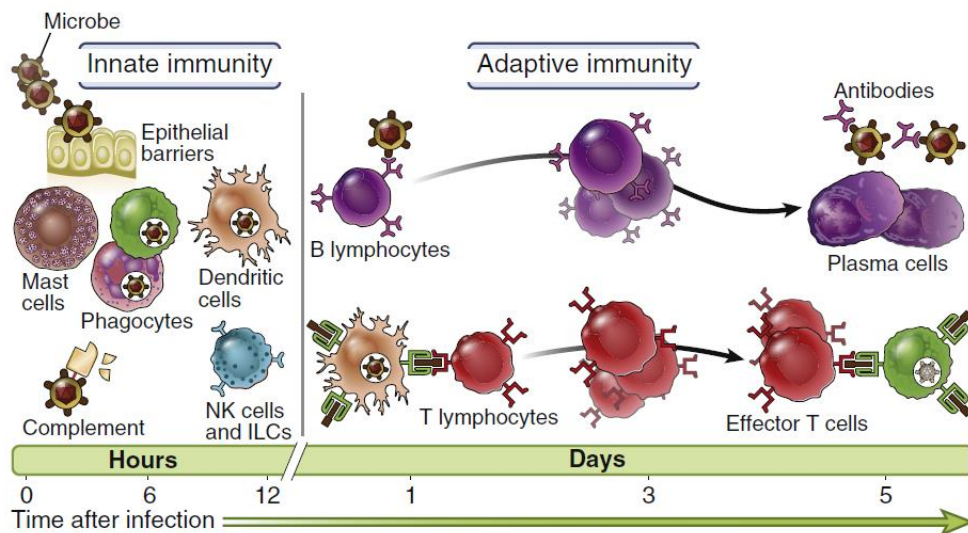 Microbe
Innate immunity
Adaptive immunity
Epithelial
barriers
Antibodies
Mast
cells
Phagocytes
Dendritic
cells
B lymphocytes
Plasma cells
Complement
NK cells
and ILCs
T lymphocytes
Effector T cells
Hours
Days
0
6
12
1
3
5
Time after infection